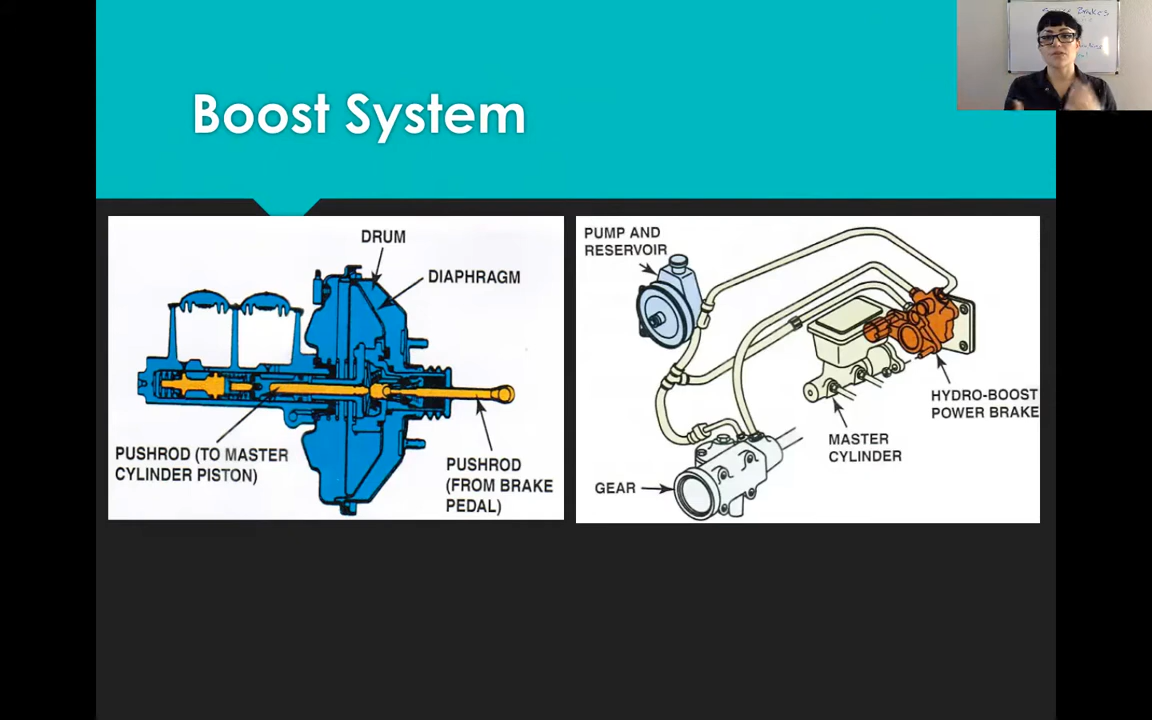 Boost System
DRUM
DIAPHRAGM
PUSHROD (TO MASTER
CYLINDER PISTON)
PUSHROD
(FROM BRAKE
PEDAL)
PUMP AND
RESERVOIR
HYDRO-BOOST
POWER BRAKE
MASTER
CYLINDER
GEAR
Brakes